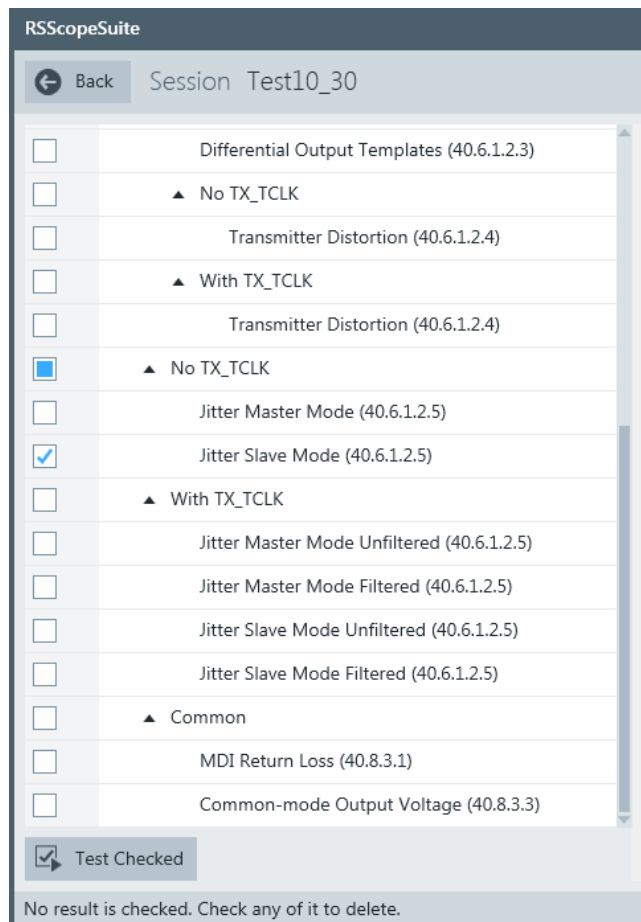 RSScopeSuite
Back Session Test10_30
Differential Output Templates (40.6.1.2.3)
No TX_TCLK
Transmitter Distortion (40.6.1.2.4)
With TX_TCLK
Transmitter Distortion (40.6.1.2.4)
No TX_TCLK
Jitter Master Mode (40.6.1.2.5)
Jitter Slave Mode (40.6.1.2.5)
With TX_TCLK
Jitter Master Mode Unfiltered (40.6.1.2.5)
Jitter Master Mode Filtered (40.6.1.2.5)
Jitter Slave Mode Unfiltered (40.6.1.2.5)
Jitter Slave Mode Filtered (40.6.1.2.5)
Common
MDI Return Loss (40.8.3.1)
Common-mode Output Voltage (40.8.3.3)
Test Checked
No result is checked. Check any of it to delete.